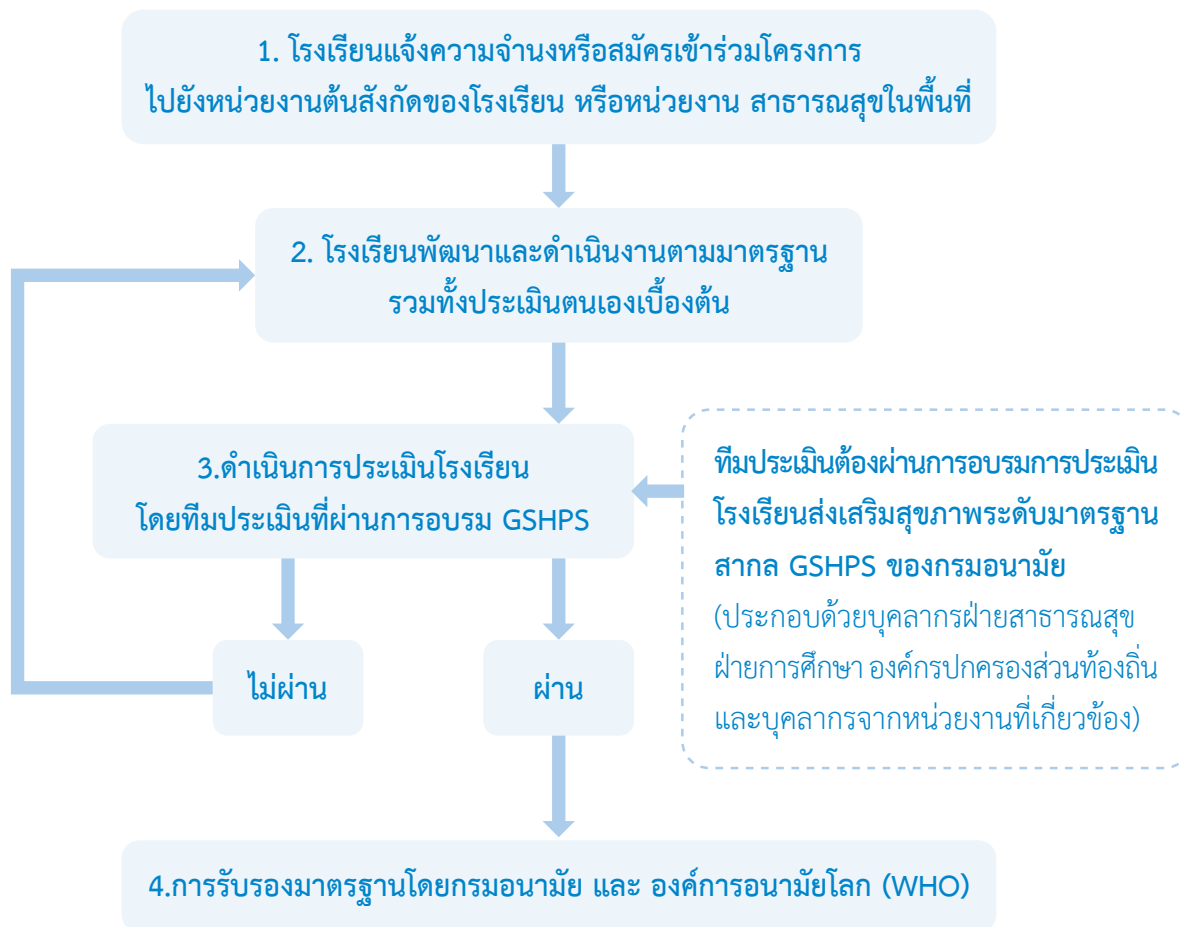 1. โรงเรียนแจ้งความจำนงหรือสมัครเข้าร่วมโครงการ
ไปยังหน่วยงานต้นสังกัดของโรงเรียน หรือหน่วยงาน สาธารณสุขในพื้นที่
2. โรงเรียนพัฒนาและดำเนินงานตามมาตรฐาน
รวมทั้งประเมินตนเองเบื้องต้น
3.ดำเนินการประเมินโรงเรียน
โดยทีมประเมินที่ผ่านการอบรม GSHPS
ทีมประเมินต้องผ่านการอบรมการประเมิน
โรงเรียนส่งเสริมสุขภาพระดับมาตรฐาน
สากล GSHPS ของกรมอนามัย
(ประกอบด้วยบุคลากรฝ่ายสาธารณสุข
ฝ่ายการศึกษา องค์กรปกครองส่วนท้องถิ่น
และบุคลากรจากหน่วยงานที่เกี่ยวข้อง)
ไม่ผ่าน
ผ่าน
4.การรับรองมาตรฐานโดยกรมอนามัย และ องค์การอนามัยโลก (WHO)